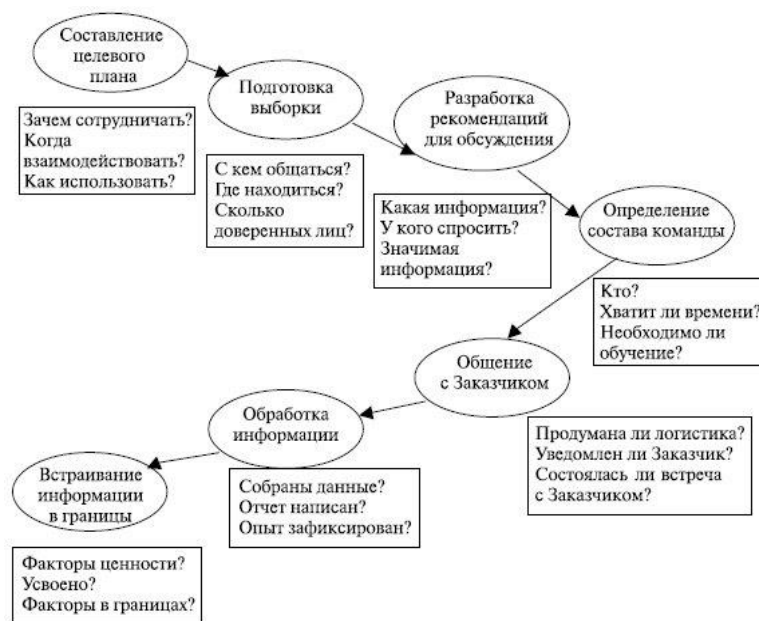 Составление
целевого
плана
Зачем сотрудничать?
Когда
взаимодействовать?
Как использовать?
Подготовка
выборки
С кем общаться?
Где находиться?
Сколько
доверенных лиц?
Разработка
рекомендаций
для обсуждения
Какая информация?
У кого спросить?
Значимая
информация?
Определение
состава команды
Кто?
Хватит ли времени?
Необходимо ли
обучение?
Общение
с Заказчиком
Продумана ли логистика?
Уведомлен ли Заказчик?
Состоялась ли встреча
с Заказчиком?
Обработка
информации
Собраны данные?
Отчет написан?
Опыт зафиксирован?
Встраивание
информации
в границы
Факторы ценности?
Усвоено?
Факторы в границах?